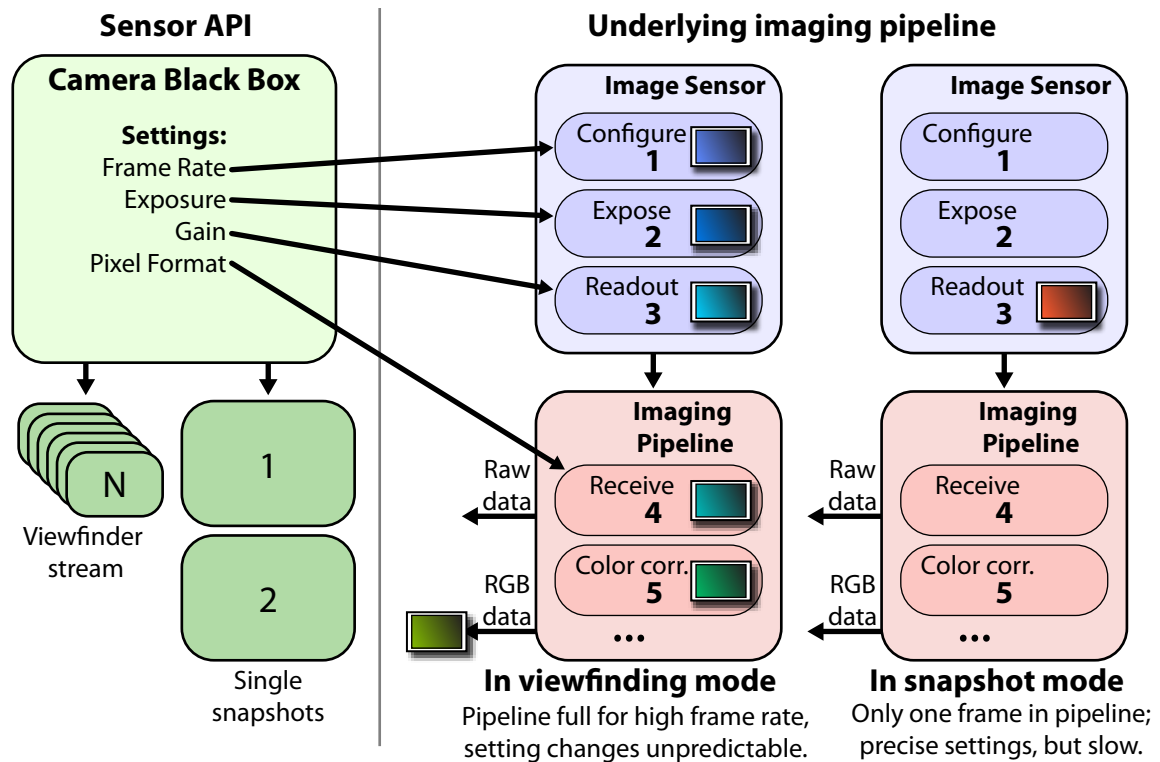 Sensor API
Camera Black Box
Settings:
Frame Rate
Exposure
Gain
Pixel Format
N
Viewfinder
stream
1
2
Single
snapshots
Underlying imaging pipeline
Image Sensor
Configure
1
Expose
2
Readout
3
Imaging
Pipeline
Raw
data
Receive
4
RGB
data
Color corr.
5
...
In viewfinding mode
Pipeline full for high frame rate,
setting changes unpredictable.
Image Sensor
Configure
1
Expose
2
Readout
3
Imaging
Pipeline
Raw
data
Receive
4
RGB
data
Color corr.
5
...
In snapshot mode
Only one frame in pipeline;
precise settings, but slow.